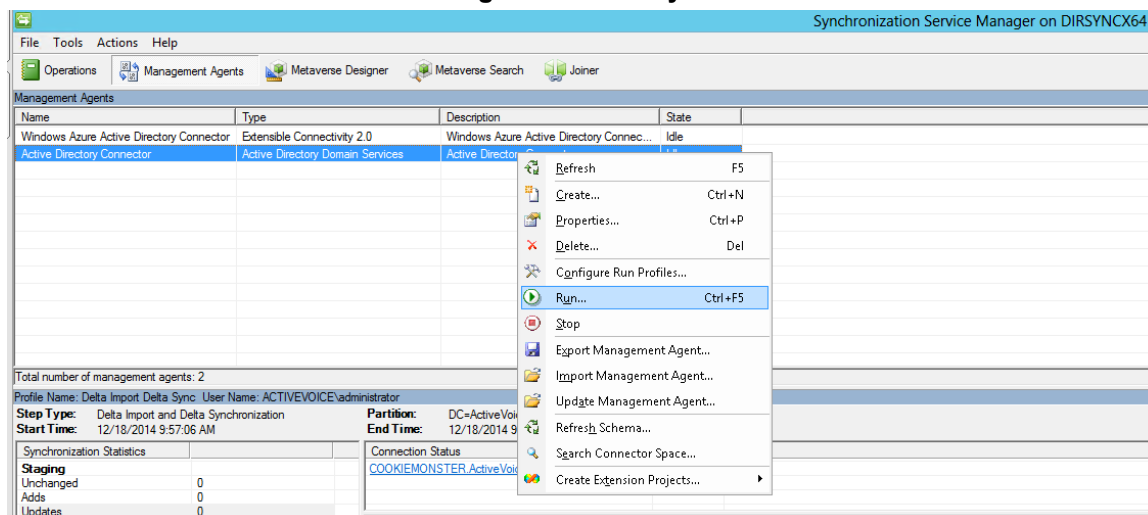 Synchronization Service Manager on DIRSYNCX64
File Tools Actions Help
Operations Management Agents Metaverse Designer Metaverse Search Joiner
Management Agents
Name Type Description State
Windows Azure Active Directory Connector Extensible Connectivity 2.0 Windows Azure Active Directory Connec... Idle
Active Directory Connector Active Directory Domain Services Active Director
Refresh F5
Create... Ctrl+N
Properties... Ctrl+P
Delete... Del
Configure Run Profiles...
Run... Ctrl+F5
Stop
Export Management Agent...
Import Management Agent...
Update Management Agent...
Refresh Schema...
Search Connector Space...
Create Extension Projects...
Total number of management agents: 2
Profile Name: Delta Import Delta Sync User Name: ACTIVEVOICE\administrator
Step Type: Delta Import and Delta Synchronization Partition: DC=ActiveVoi
Start Time: 12/18/2014 9:57:06 AM End Time: 12/18/2014 9
Synchronization Statistics Connection Status
Staging COOKIEMONSTER.ActiveVoic
Unchanged 0
Adds 0
Updates 0